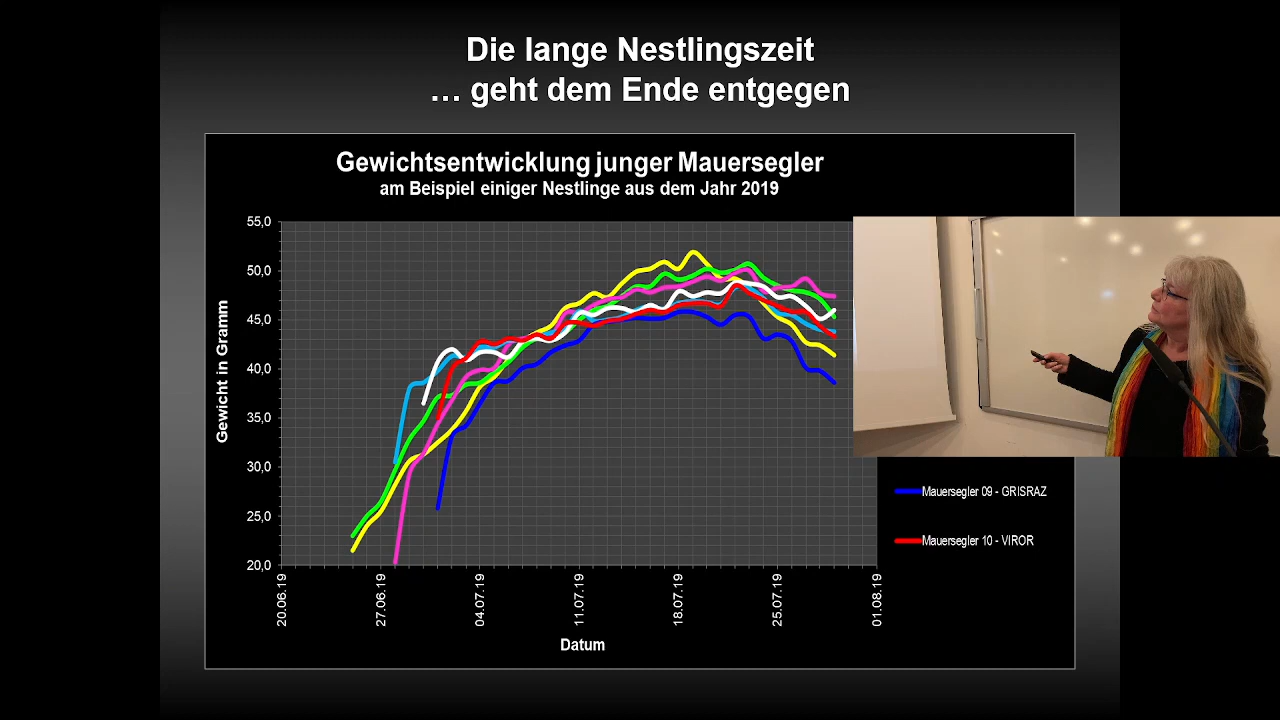 Die lange Nestlingszeit
… geht dem Ende entgegen
Gewichtsentwicklung junger Mauersegler
am Beispiel einiger Nestlinge aus dem Jahr 2019
Gewicht in Gramm
55,0
50,0
45,0
40,0
35,0
30,0
25,0
20,0
20.06.19
27.06.19
04.07.19
11.07.19
18.07.19
25.07.19
01.08.19
Datum
Mauersegler 09 - GRISRAZ
Mauersegler 10 - VIROR